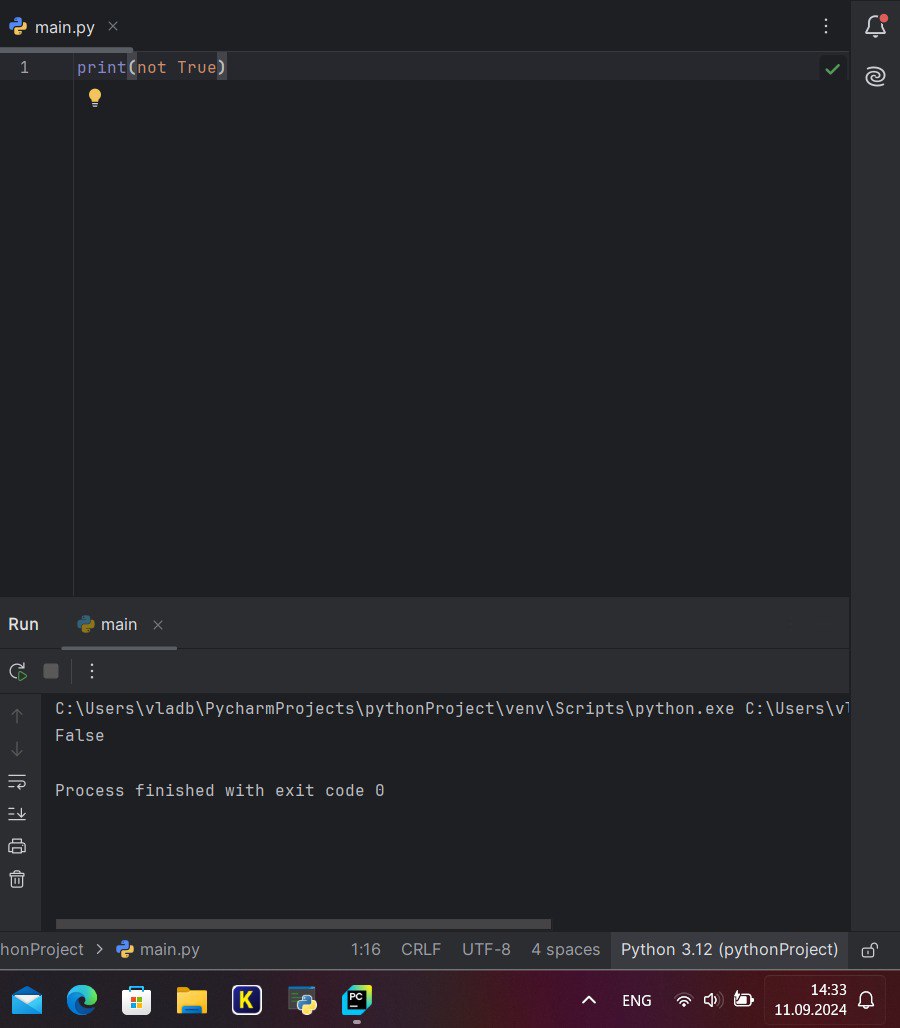 main.py
1 print(not True)
Run main
C:\Users\vladb\PycharmProjects\pythonProject\venv\Scripts\python.exe C:\Users\
False
Process finished with exit code 0
honProject > main.py 1:16 CRLF UTF-8 4 spaces Python 3.12 (pythonProject)
K PC ENG 14:33
11.09.2024